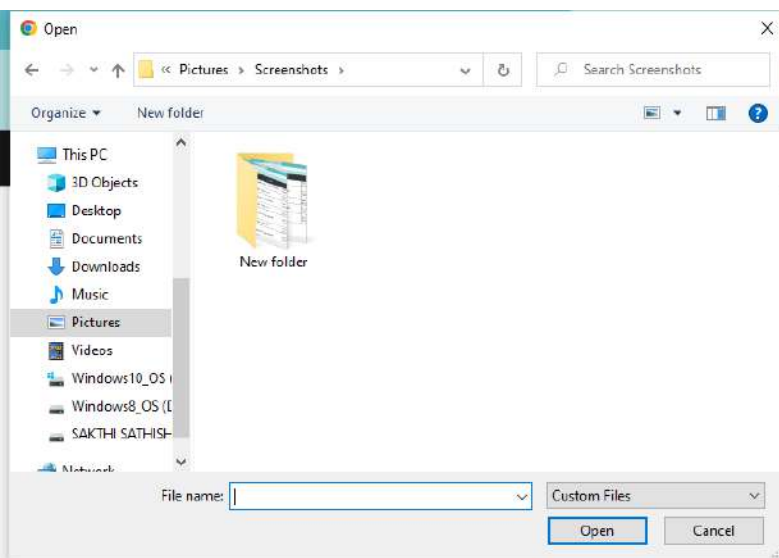 Open
« Pictures › Screenshots ›
Search Screenshots
Organize
New folder
This PC
3D Objects
Desktop
Documents
Downloads
Music
Pictures
Videos
Windows10_OS (
Windows8_OS (D
SAKTHI SATHISH
Network
New folder
File name:
Custom Files
Open
Cancel